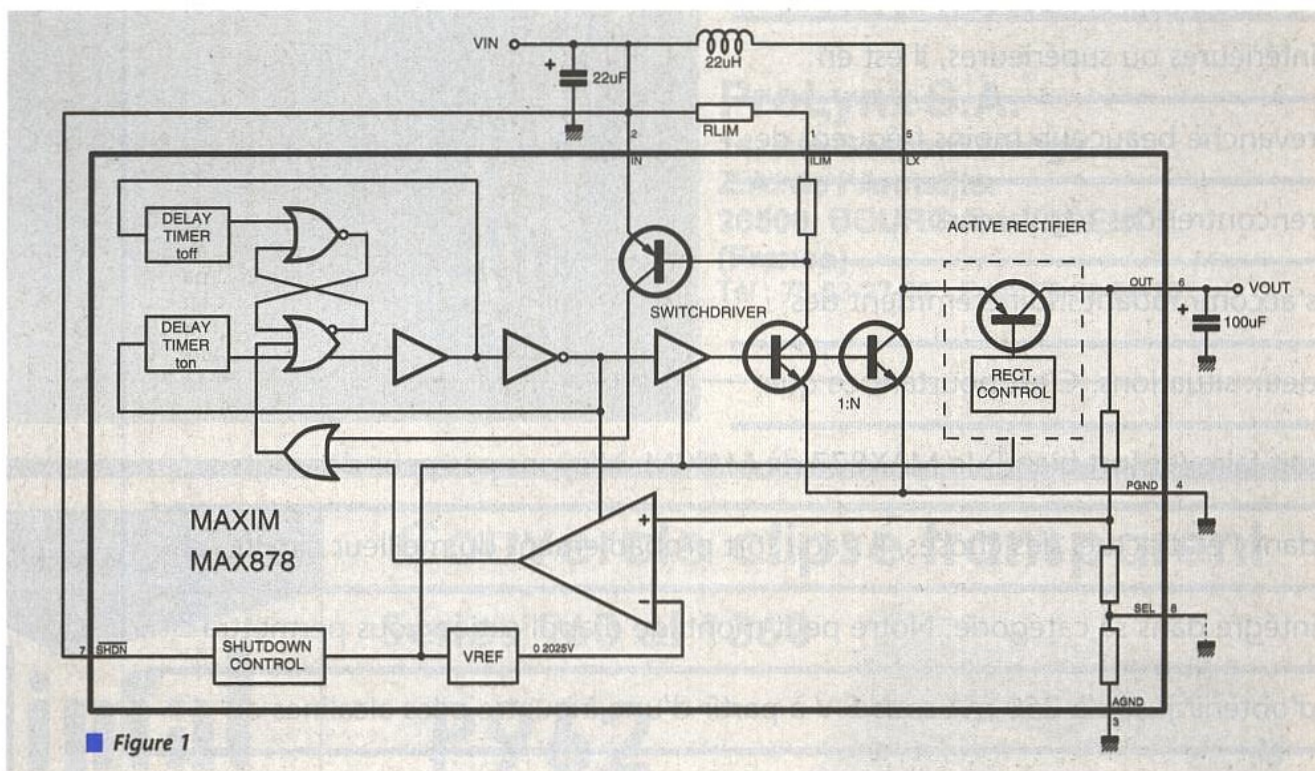 VIN
22uF
22uH
RLIM
2
1
5
IN
ILIM
LX
DELAY
TIMER
toff
DELAY
TIMER
ton
SWITCHDRIVER
1:N
ACTIVE RECTIFIER
RECT.
CONTROL
OUT
6
VOUT
100uF
PGND
4
MAXIM
MAX878
+
-
SEL
8
7
SHDN
SHUTDOWN
CONTROL
VREF
0 2025V
AGND
3
Figure 1